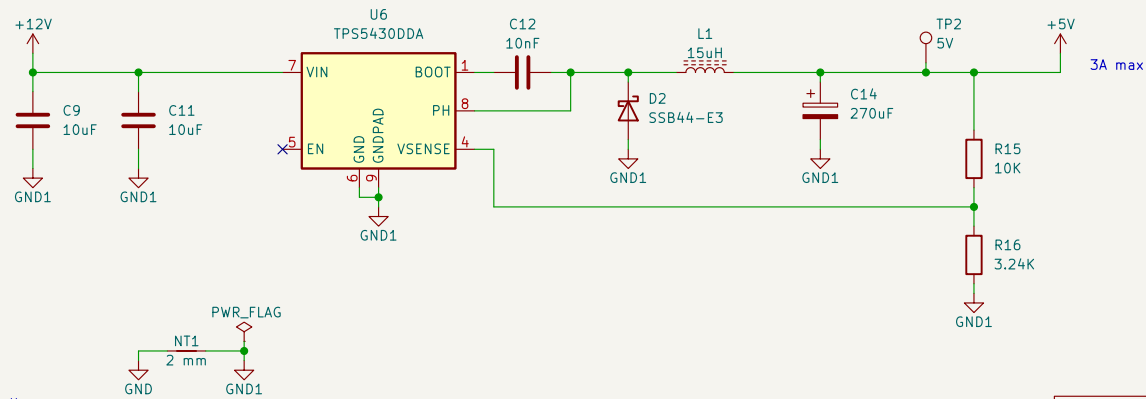 +12V
U6
TPS5430DDA
C12
10nF
L1
15uH
TP2
5V
+5V
3A max
7
VIN
BOOT
1
C9
10uF
C11
10uF
PH
8
D2
SSB44-E3
+
C14
270uF
5
EN
GND
GNDPAD
VSENSE
4
R15
10K
6
9
GND1
GND1
GND1
GND1
GND1
R16
3.24K
GND1
PWR_FLAG
NT1
2 mm
GND
GND1